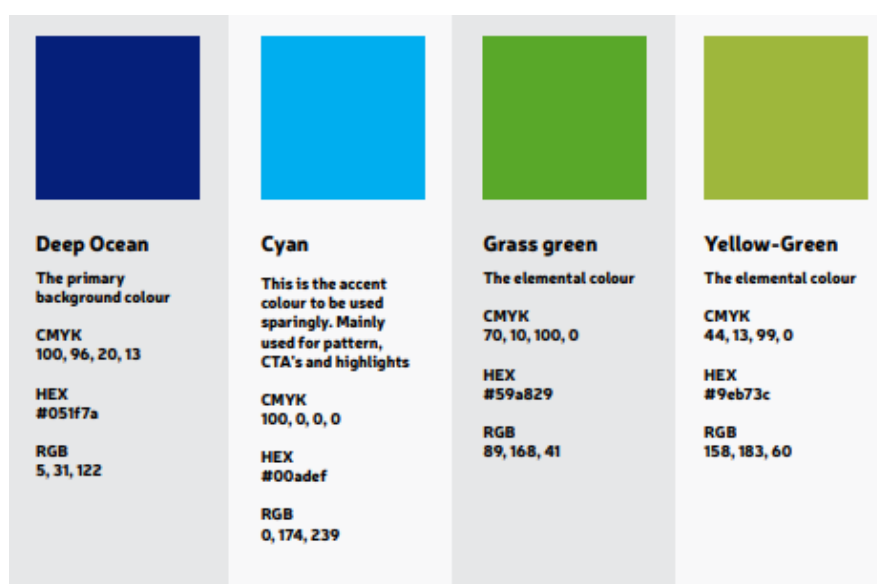 Deep Ocean
The primary
background colour
CMYK
100, 96, 20, 13
HEX
#051f7a
RGB
5, 31, 122
Cyan
This is the accent
colour to be used
sparingly. Mainly
used for pattern,
CTA's and highlights
CMYK
100, 0, 0, 0
HEX
#00adef
RGB
0, 174, 239
Grass green
The elemental colour
CMYK
70, 10, 100, 0
HEX
#59a829
RGB
89, 168, 41
Yellow-Green
The elemental colour
CMYK
44, 13, 99, 0
HEX
#9eb73c
RGB
158, 183, 60